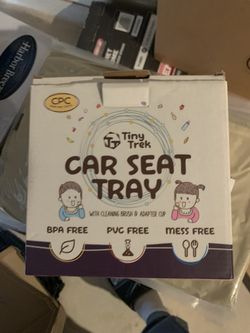 CPC
Tiny
Trek
CAR SEAT
TRAY
WITH CLEANING BRUSH & ADAPTER CUP
BPA FREE PVC FREE MESS FREE